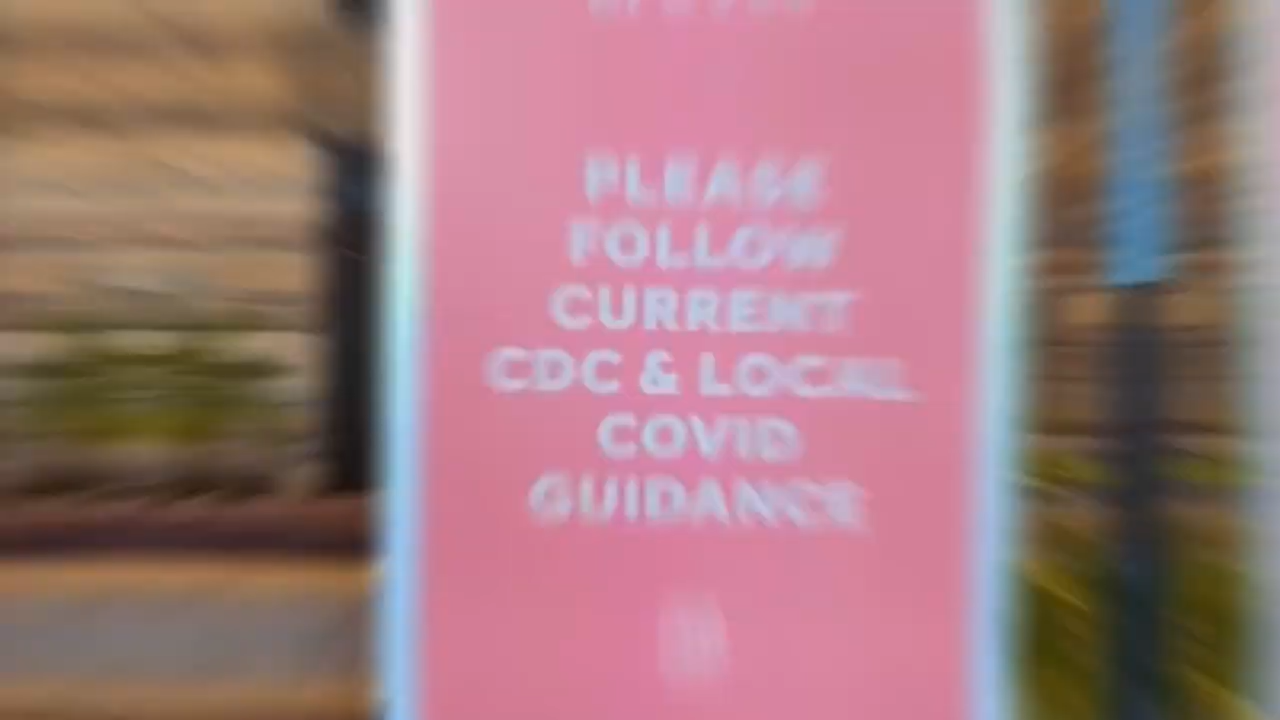 PLEASE
FOLLOW
CURRENT
CDC & LOCAL
COVID
GUIDANCE